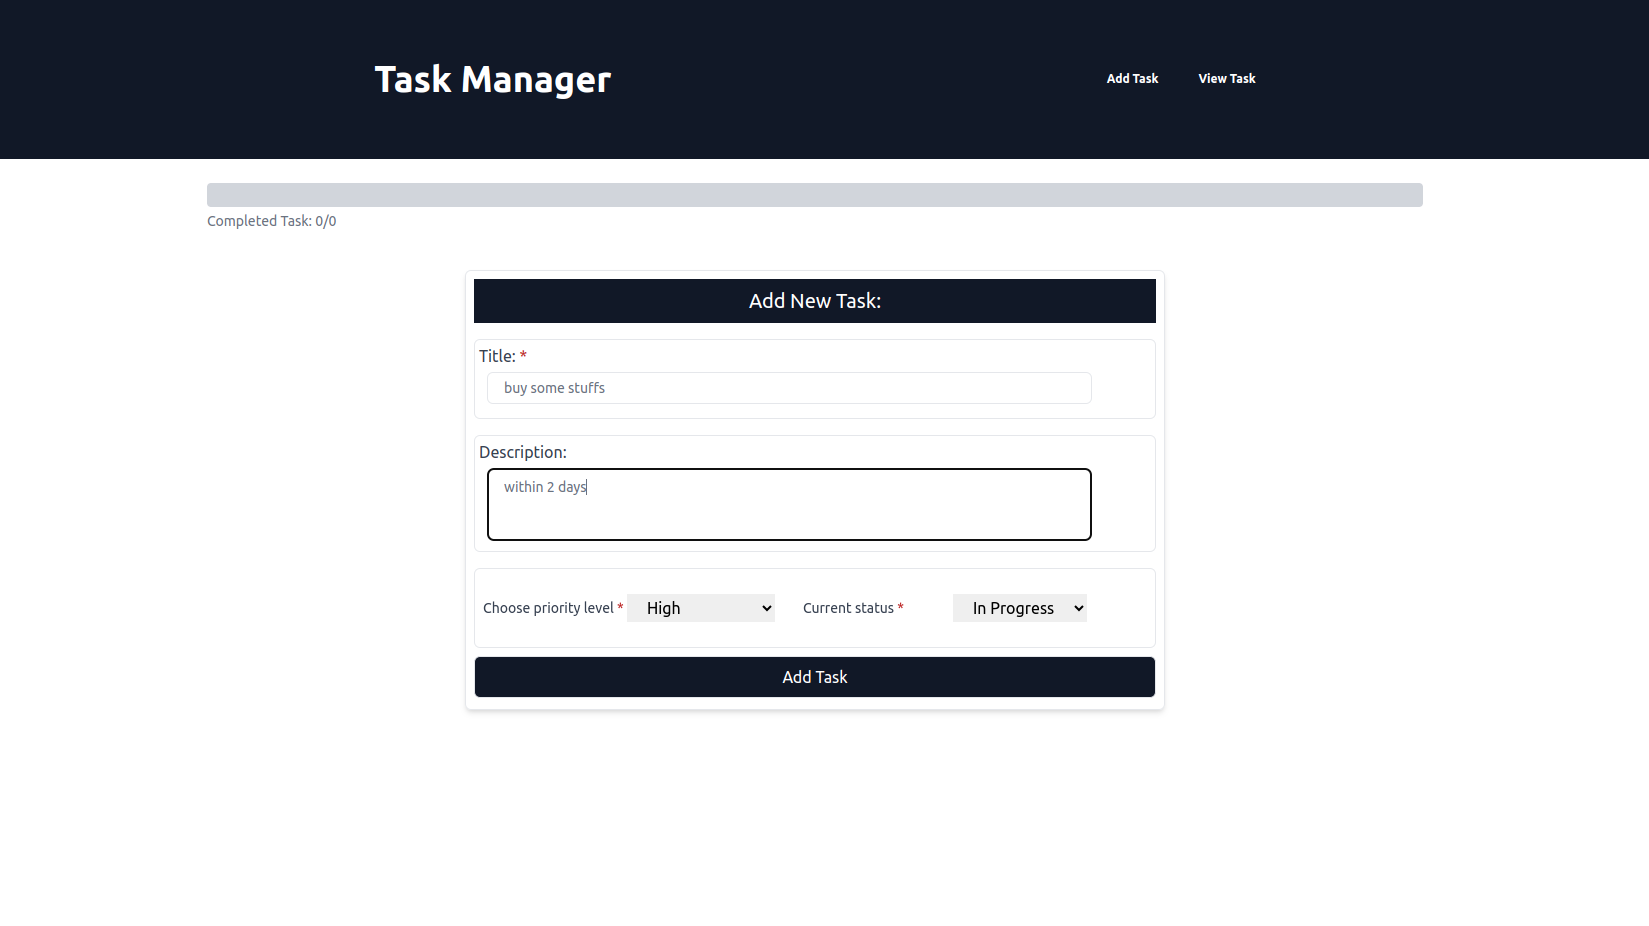 Task Manager
Add Task
View Task
Completed Task: 0/0
Add New Task:
Title: *
buy some stuffs
Description:
within 2 days
Choose priority level * High Current status * In Progress
Add Task